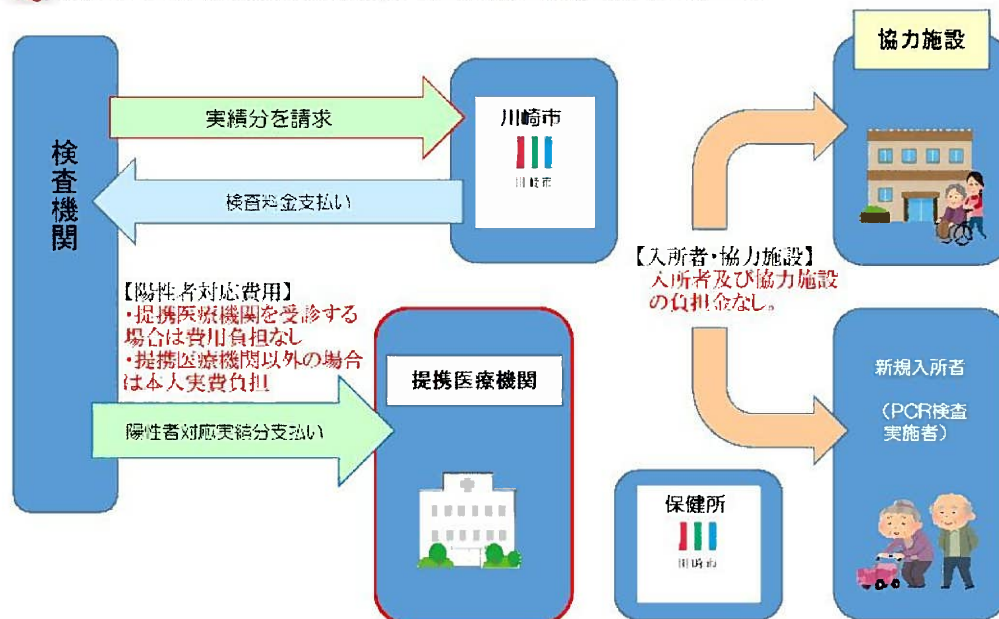 協力施設
検査機関
実績分を請求
川崎市
川崎市
検査料金支払い
【入所者・協力施設】
入所者及び協力施設
の負担金なし。
【陽性者対応費用】
・提携医療機関を受診する
場合は費用負担なし
・提携医療機関以外の場合
は本人実費負担
提携医療機関
陽性者対応実績分支払い
新規入所者
(PCR検査
実施者)
保健所
川崎市